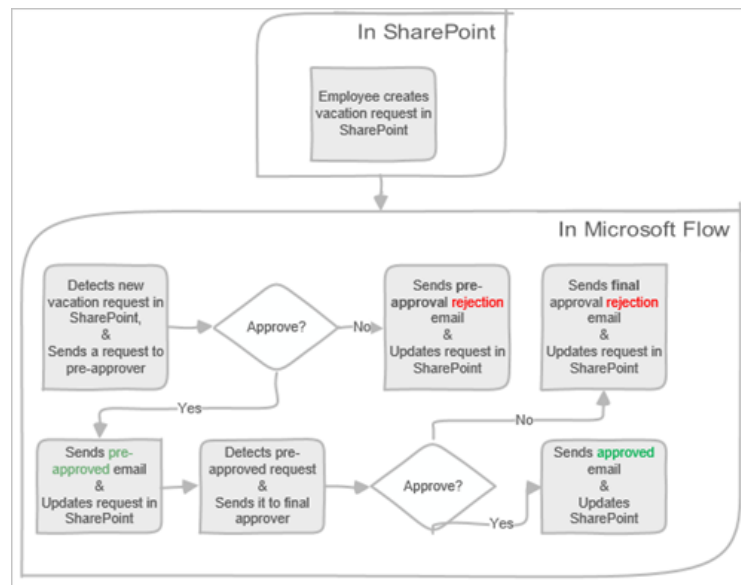 In SharePoint
Employee creates
vacation request in
SharePoint
In Microsoft Flow
Detects new
vacation request in
SharePoint,
&
Sends a request to
pre-approver
Approve?
No
Sends pre-
approval rejection
email
&
Updates request in
SharePoint
Sends final
approval rejection
email
&
Updates request in
SharePoint
Yes
Sends pre-
approved email
&
Updates request in
SharePoint
Detects pre-
approved request
&
Sends it to final
approver
Approve?
No
Yes
Sends approved
email
&
Updates
SharePoint